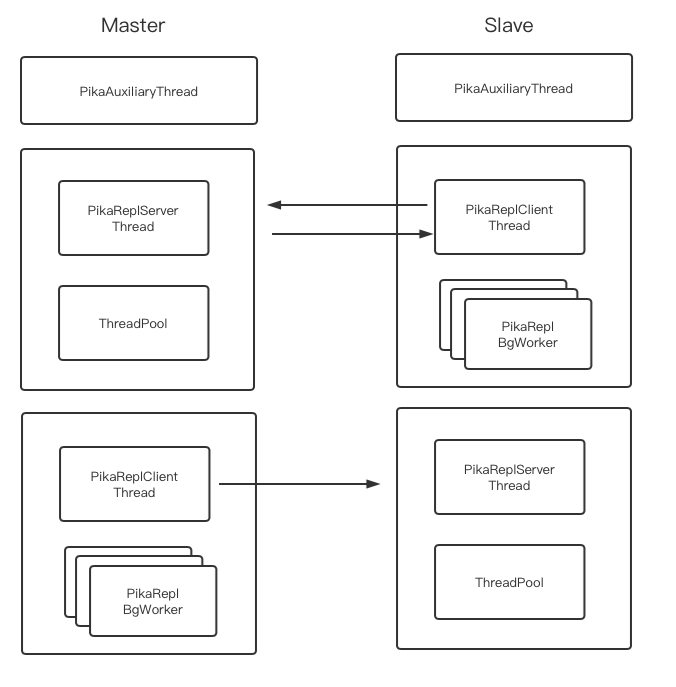 Master
PikaAuxiliaryThread
PikaReplServer
Thread
ThreadPool
PikaReplClient
Thread
PikaRepl
BgWorker
Slave
PikaAuxiliaryThread
PikaReplClient
Thread
PikaRepl
BgWorker
PikaReplServer
Thread
ThreadPool